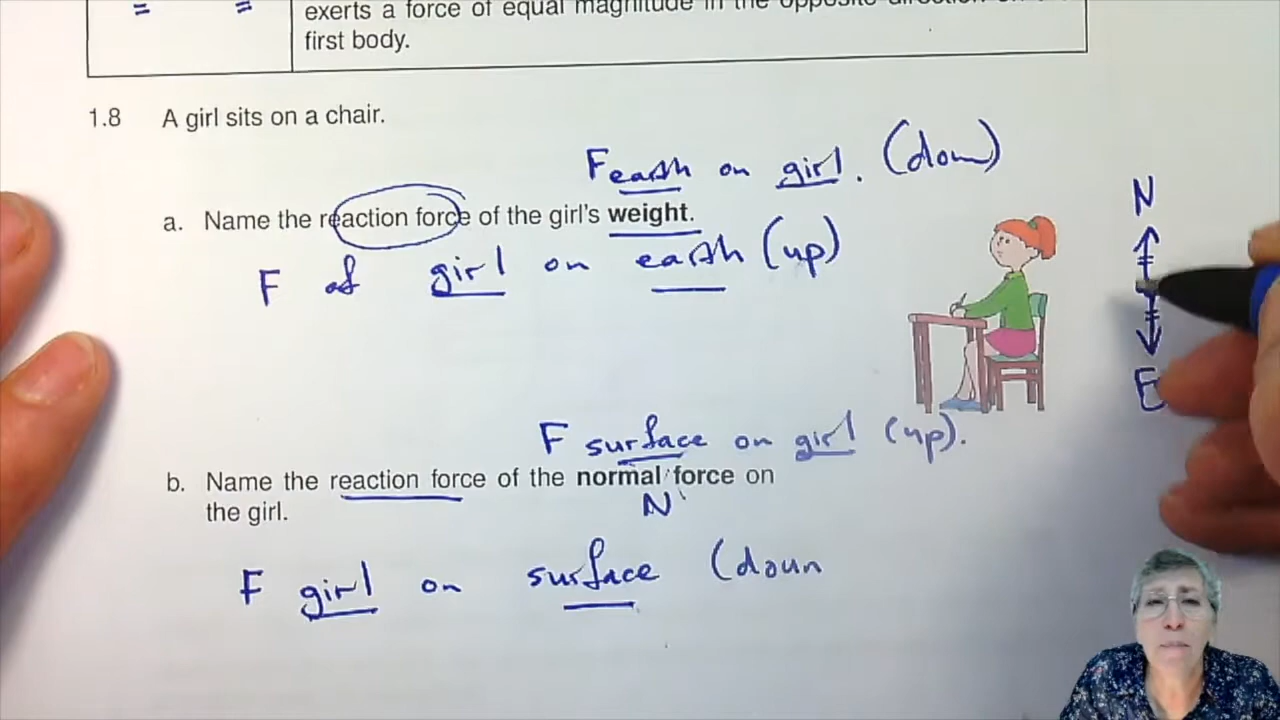 = =
exerts a force of equal magnitude in the opposite direction on
first body.
1.8 A girl sits on a chair.
F earth on girl. (down)
a. Name the reaction force of the girl's weight.
F of girl on earth (up)
N
E
F surface on girl (up).
b. Name the reaction force of the normal force on
the girl.
N
F girl on surface (down